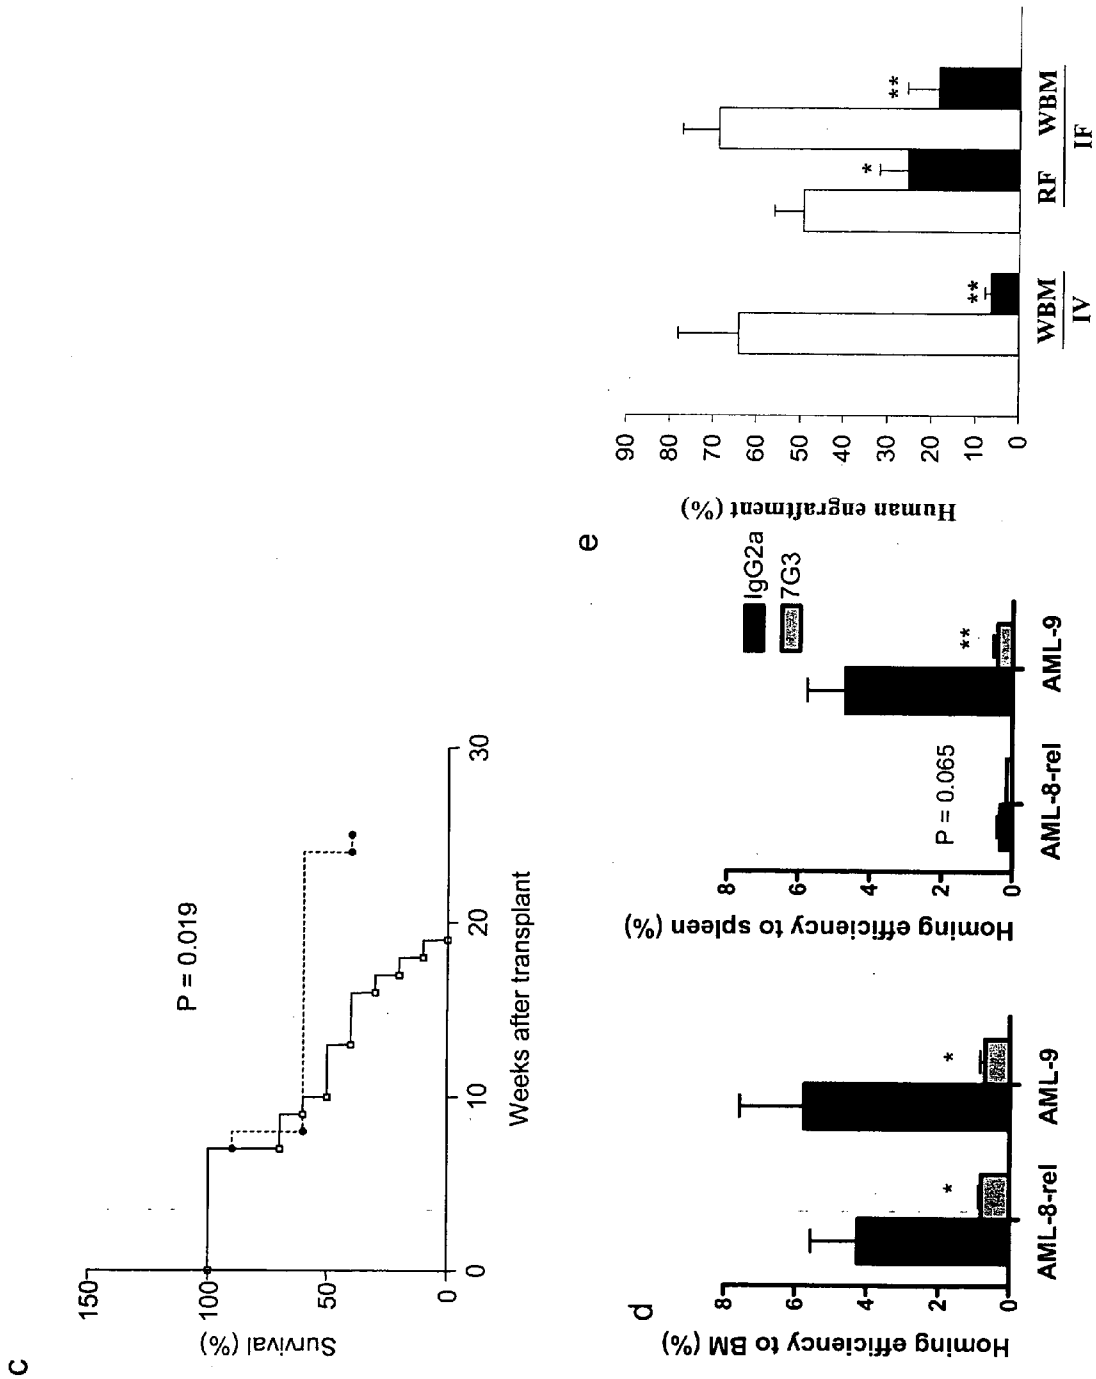 c
P = 0.019
Survival (%)
150
100
50
0
0
10
20
30
Weeks after transplant
d
Homing efficiency to BM (%)
8
6
4
2
0
*
*
AML-8-rel
AML-9
Homing efficiency to spleen (%)
8
6
4
2
0
P = 0.065
**
AML-8-rel
AML-9
IgG2a
7G3
e
Human engraftment (%)
90
80
70
60
50
40
30
20
10
0
**
*
**
WBM
RF
WBM
IV
IF